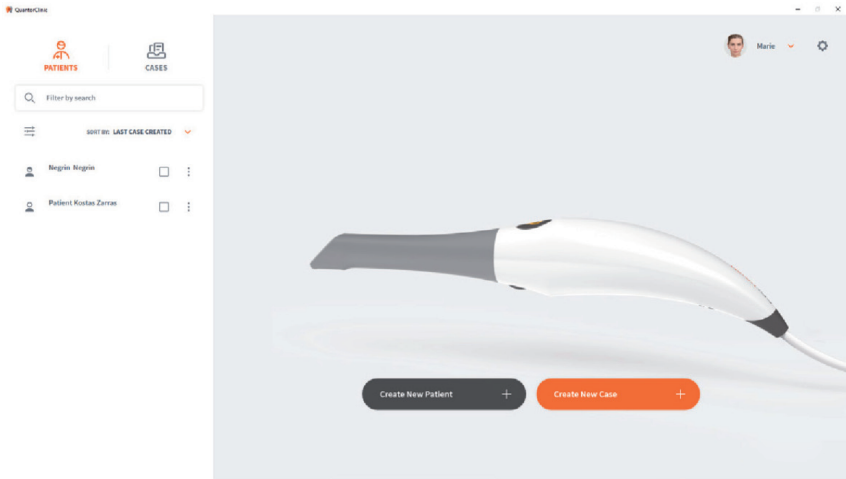 QuanterClinic
Marie
PATIENTS
CASES
Filter by search
SORT BY: LAST CASE CREATED
Negrin Negrin
Patient Kostas Zarras
Create New Patient
Create New Case